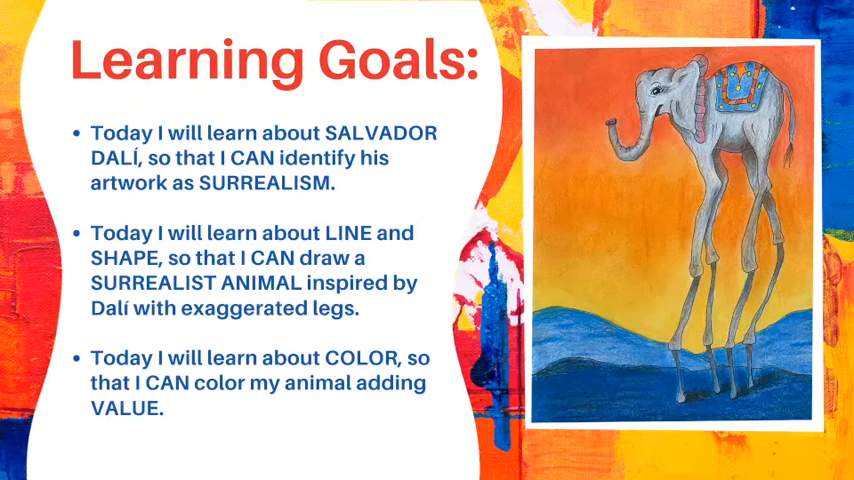 Learning Goals:
• Today I will learn about SALVADOR
DALÍ, so that I CAN identify his
artwork as SURREALISM.
• Today I will learn about LINE and
SHAPE, so that I CAN draw a
SURREALIST ANIMAL inspired by
Dalí with exaggerated legs.
• Today I will learn about COLOR, so
that I CAN color my animal adding
VALUE.